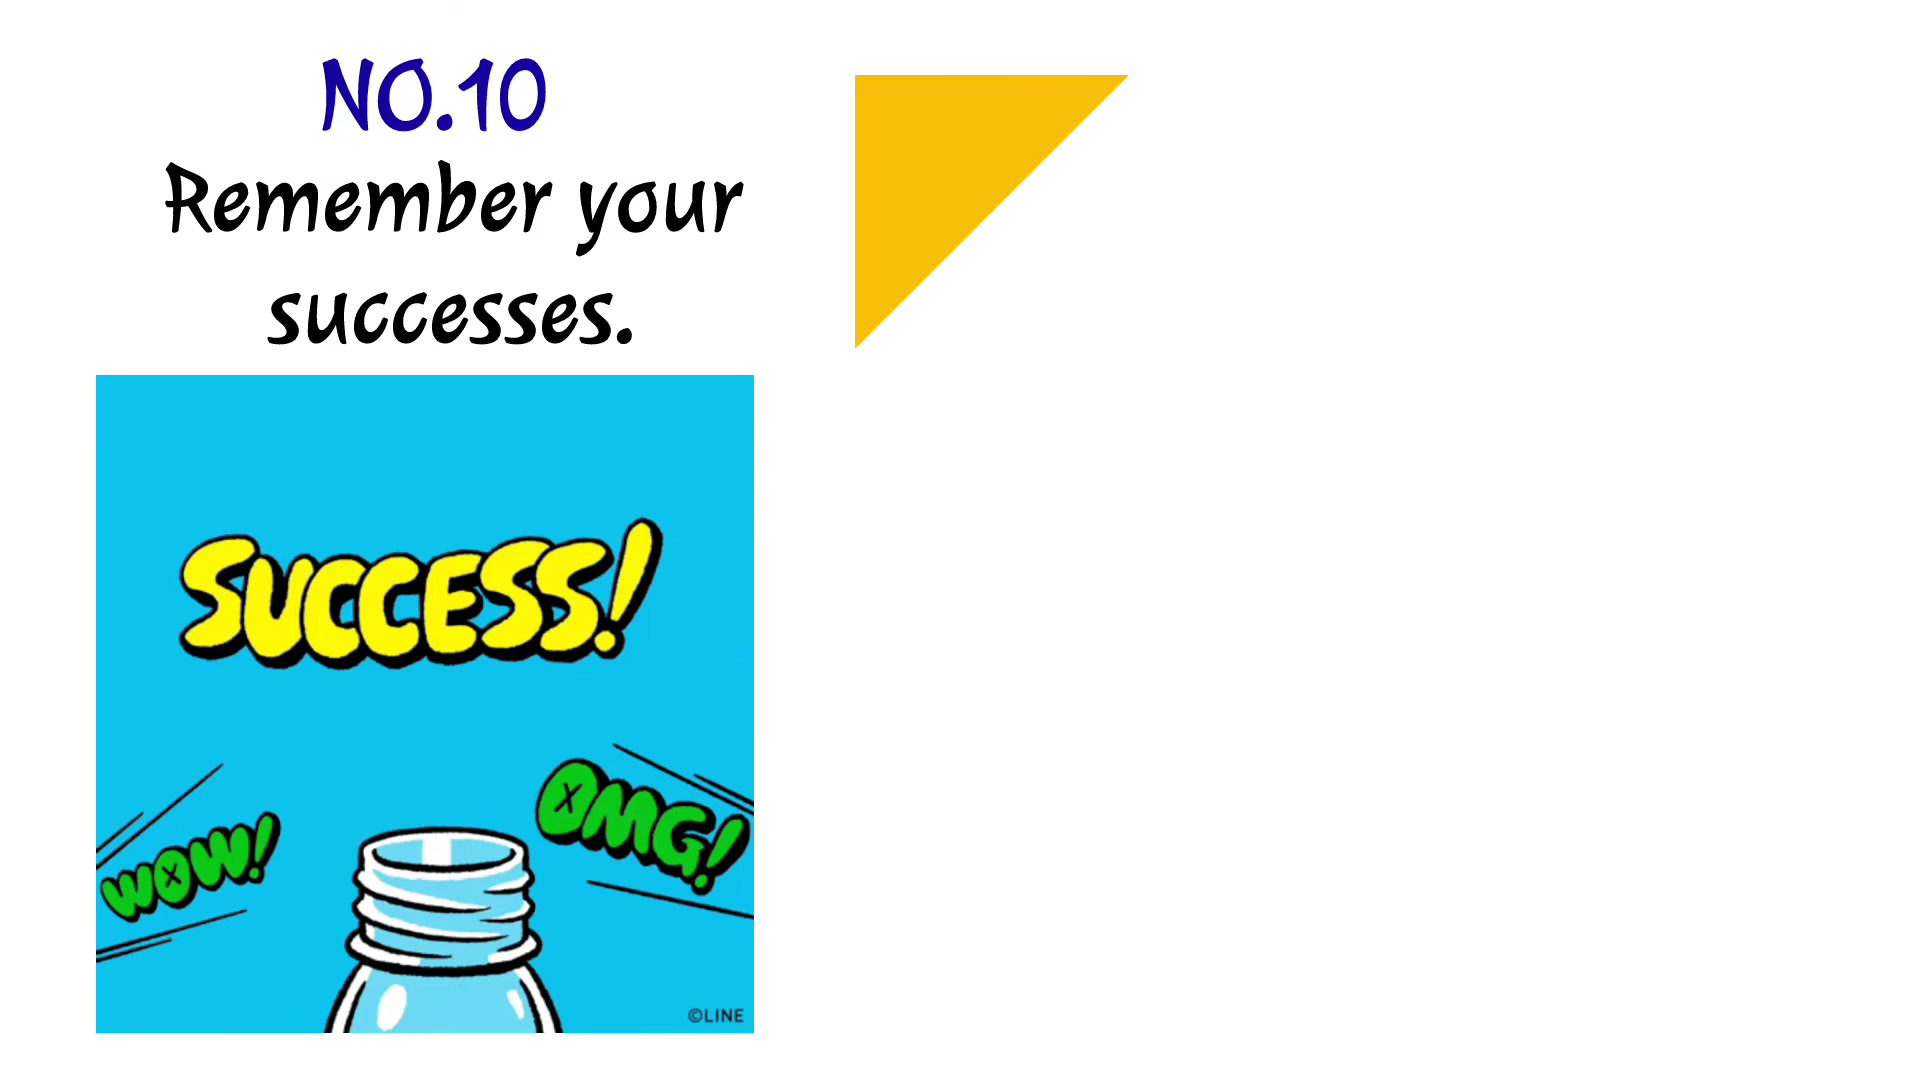 NO.10
Remember your
successes.
SUCCESS!
OMG!
WOW!
©LINE